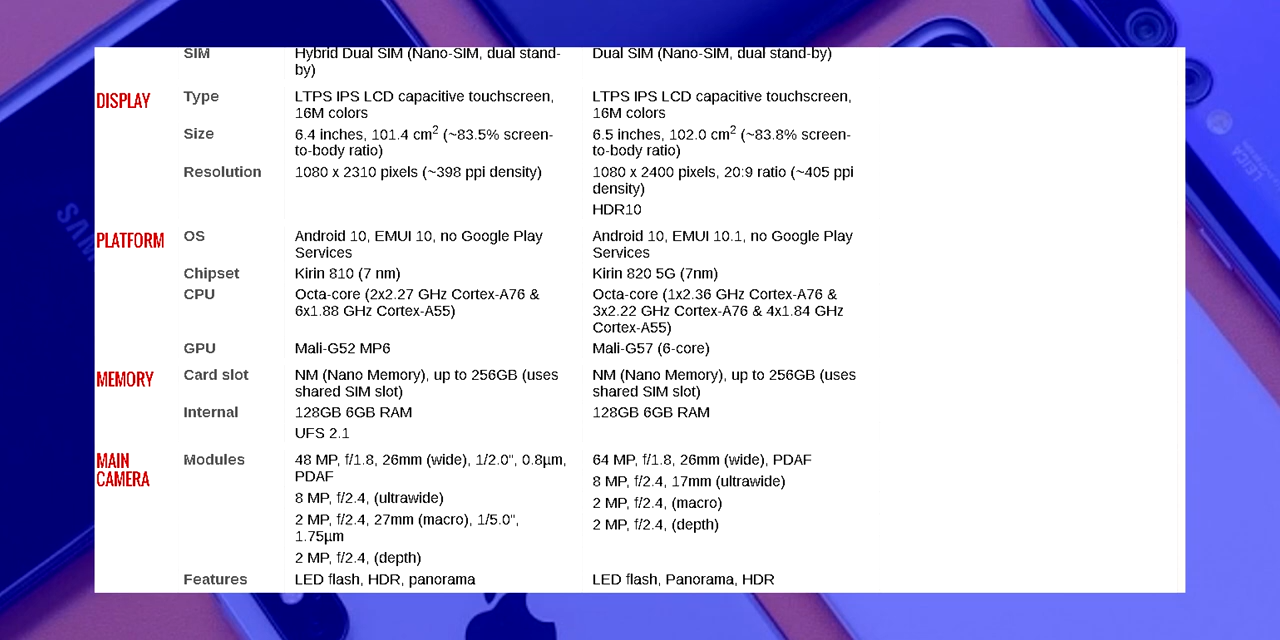 SIM Hybrid Dual SIM (Nano-SIM, dual stand- Dual SIM (Nano-SIM, dual stand-by)
by)
DISPLAY Type LTPS IPS LCD capacitive touchscreen, LTPS IPS LCD capacitive touchscreen,
16M colors 16M colors
Size 6.4 inches, 101.4 cm² (~83.5% screen- 6.5 inches, 102.0 cm² (~83.8% screen-
to-body ratio) to-body ratio)
Resolution 1080 x 2310 pixels (~398 ppi density) 1080 x 2400 pixels, 20:9 ratio (~405 ppi
density)
HDR10
PLATFORM OS Android 10, EMUI 10, no Google Play Android 10, EMUI 10.1, no Google Play
Services Services
Chipset Kirin 810 (7 nm) Kirin 820 5G (7nm)
CPU Octa-core (2x2.27 GHz Cortex-A76 & Octa-core (1x2.36 GHz Cortex-A76 &
6x1.88 GHz Cortex-A55) 3x2.22 GHz Cortex-A76 & 4x1.84 GHz
Cortex-A55)
GPU Mali-G52 MP6 Mali-G57 (6-core)
MEMORY Card slot NM (Nano Memory), up to 256GB (uses NM (Nano Memory), up to 256GB (uses
shared SIM slot) shared SIM slot)
Internal 128GB 6GB RAM 128GB 6GB RAM
UFS 2.1
MAIN Modules 48 MP, f/1.8, 26mm (wide), 1/2.0", 0.8µm, 64 MP, f/1.8, 26mm (wide), PDAF
CAMERA PDAF 8 MP, f/2.4, 17mm (ultrawide)
8 MP, f/2.4, (ultrawide) 2 MP, f/2.4, (macro)
2 MP, f/2.4, 27mm (macro), 1/5.0", 2 MP, f/2.4, (depth)
1.75µm
2 MP, f/2.4, (depth)
Features LED flash, HDR, panorama LED flash, Panorama, HDR
SAMS
LEICA